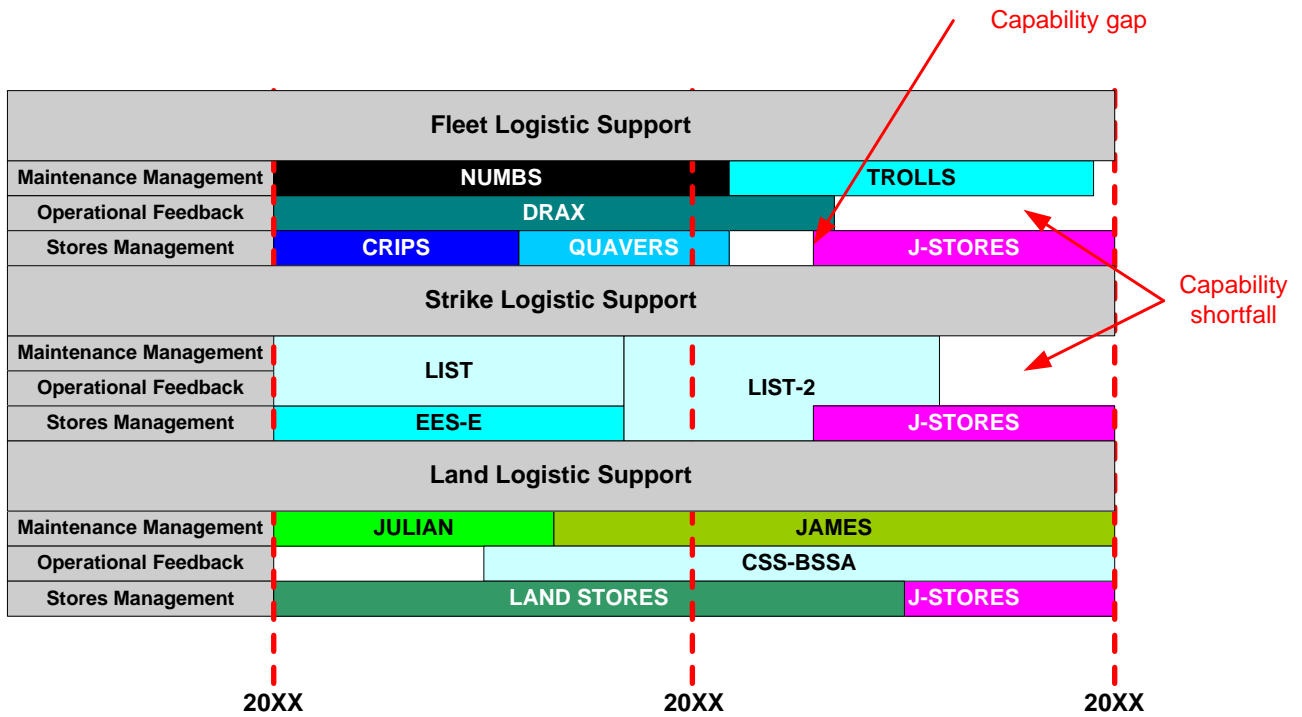 Capability gap
Fleet Logistic Support
Maintenance Management NUMBS TROLLS
Operational Feedback DRAX
Stores Management CRIPS QUAVERS J-STORES
Capability
shortfall
Strike Logistic Support
Maintenance Management
LIST
Operational Feedback LIST-2
Stores Management EES-E J-STORES
Land Logistic Support
Maintenance Management JULIAN JAMES
Operational Feedback CSS-BSSA
Stores Management LAND STORES J-STORES
20XX 20XX 20XX